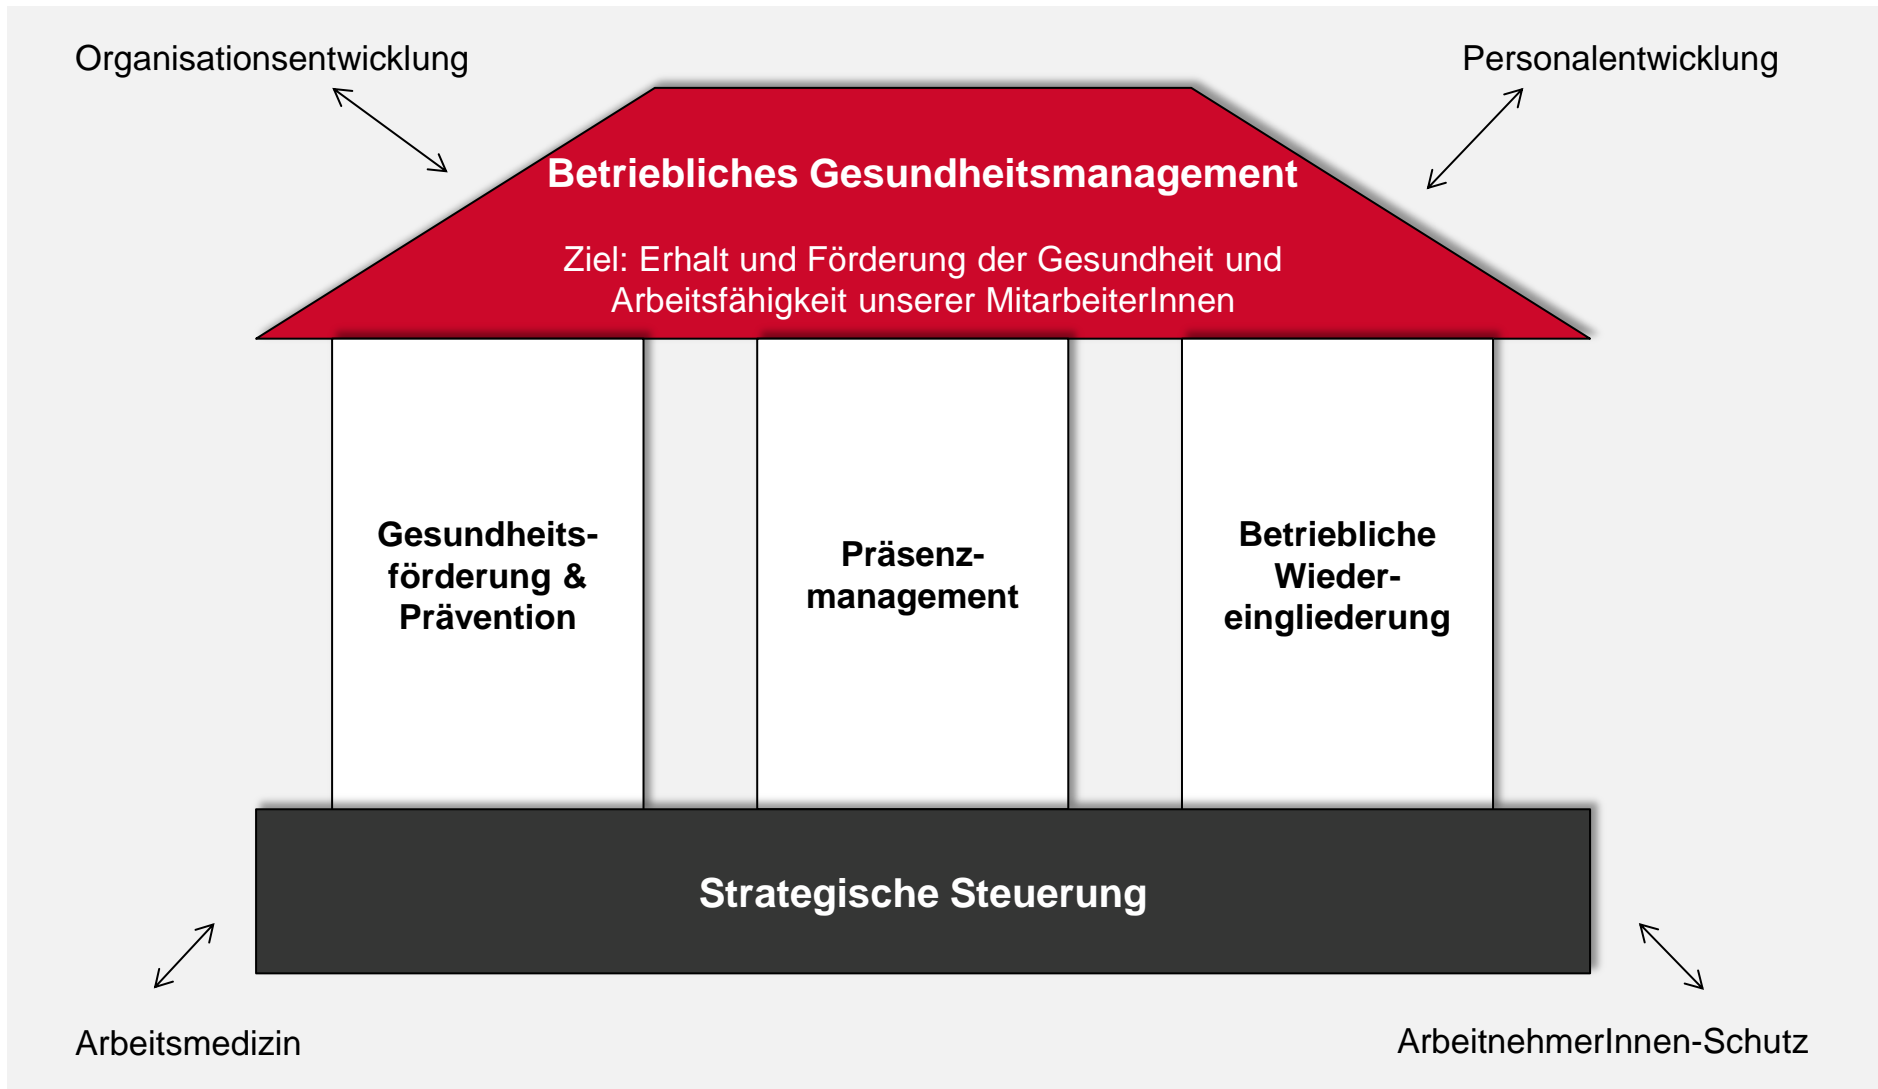 Organisationsentwicklung
Personalentwicklung
Betriebliches Gesundheitsmanagement
Ziel: Erhalt und Förderung der Gesundheit und
Arbeitsfähigkeit unserer MitarbeiterInnen
Gesundheits-
förderung &
Prävention
Präsenz-
management
Betriebliche
Wieder-
eingliederung
Strategische Steuerung
Arbeitsmedizin
ArbeitnehmerInnen-Schutz